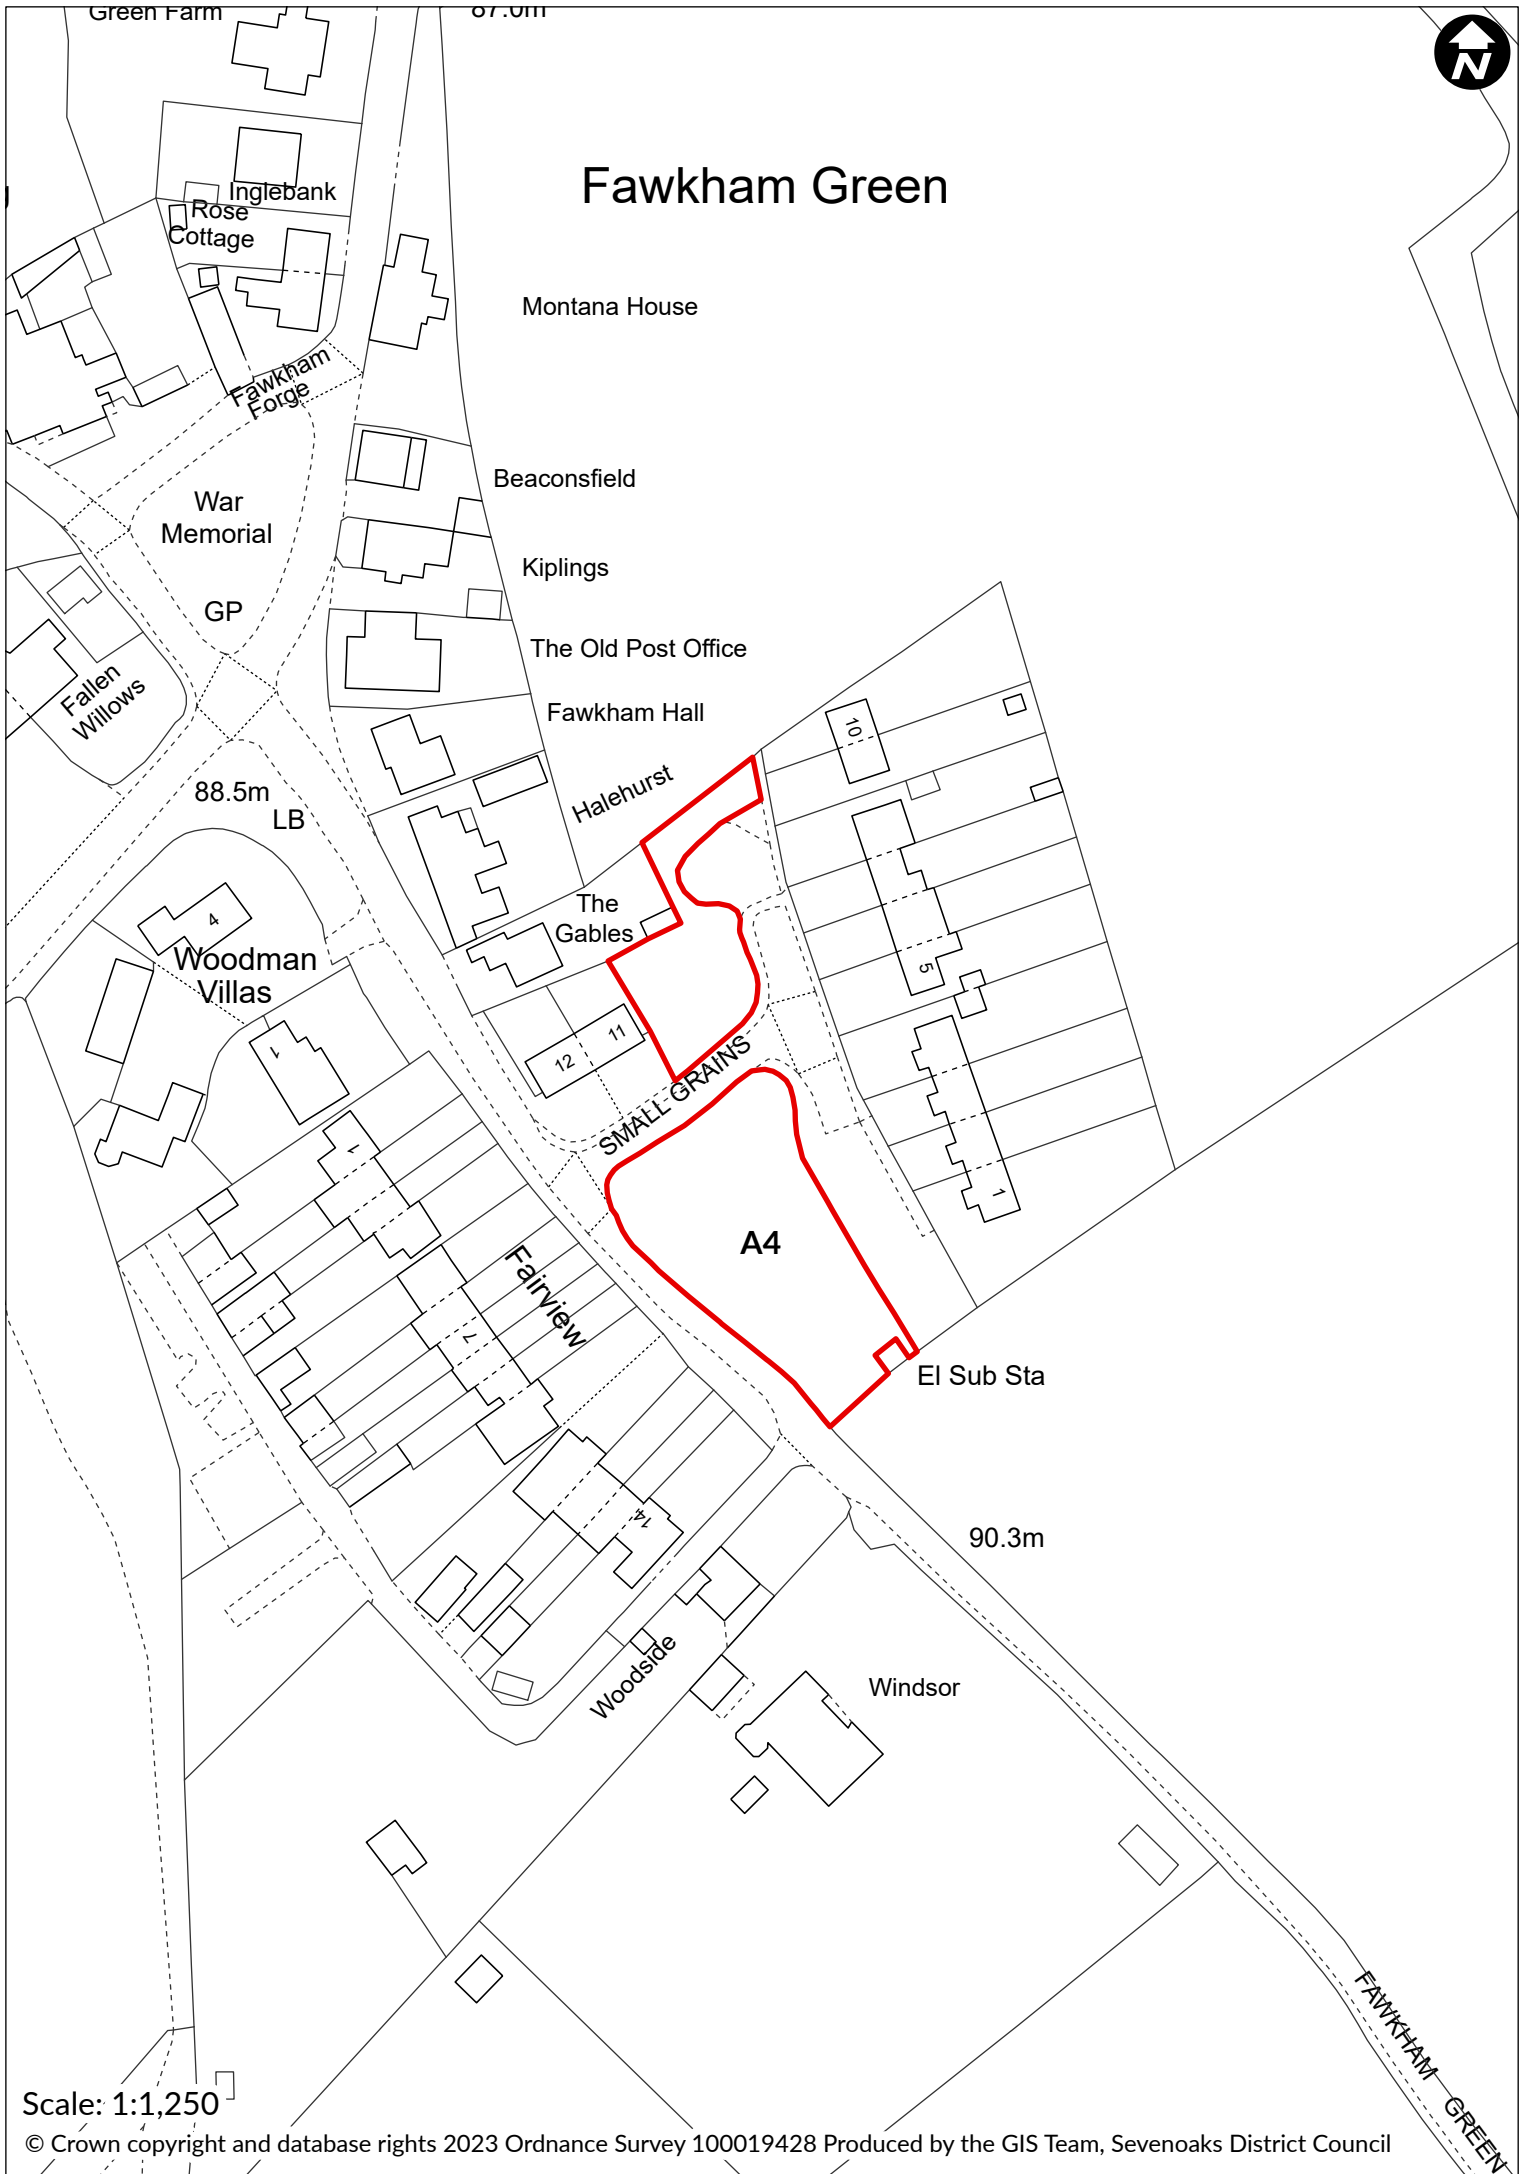 Green Farm
87.0m
N
Fawkham Green
Inglebank
Rose
Cottage
Montana House
Fawkham
Forge
War
Memorial
Beaconsfield
Kiplings
GP
The Old Post Office
Fallen
Willows
Fawkham Hall
10
Halehurst
88.5m
LB
The
Gables
4
Woodman
Villas
5
11
12
1
SMALL GRAINS
1
1
A4
Fairview
7
El Sub Sta
14
90.3m
Woodside
Windsor
FAWKHAM GREEN
Scale: 1:1,250
© Crown copyright and database rights 2023 Ordnance Survey 100019428 Produced by the GIS Team, Sevenoaks District Council